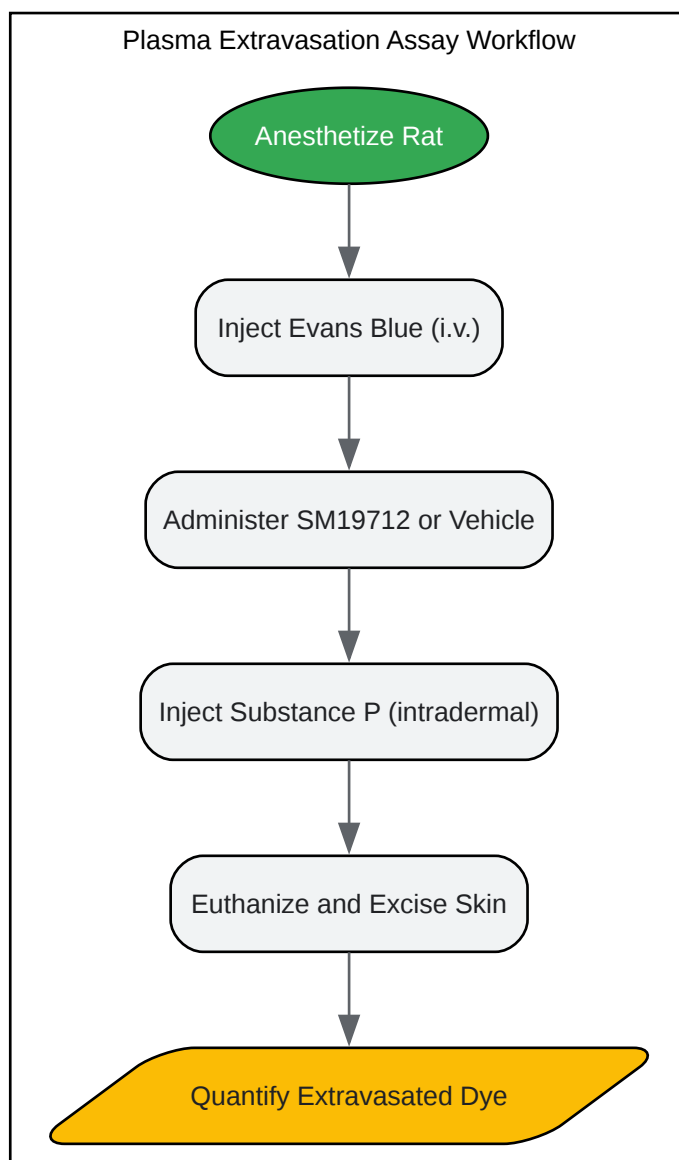 Plasma Extravasation Assay Workflow
Anesthetize Rat
Inject Evans Blue (i.v.)
Administer SM19712 or Vehicle
Inject Substance P (intradermal)
Euthanize and Excise Skin
Quantify Extravasated Dye